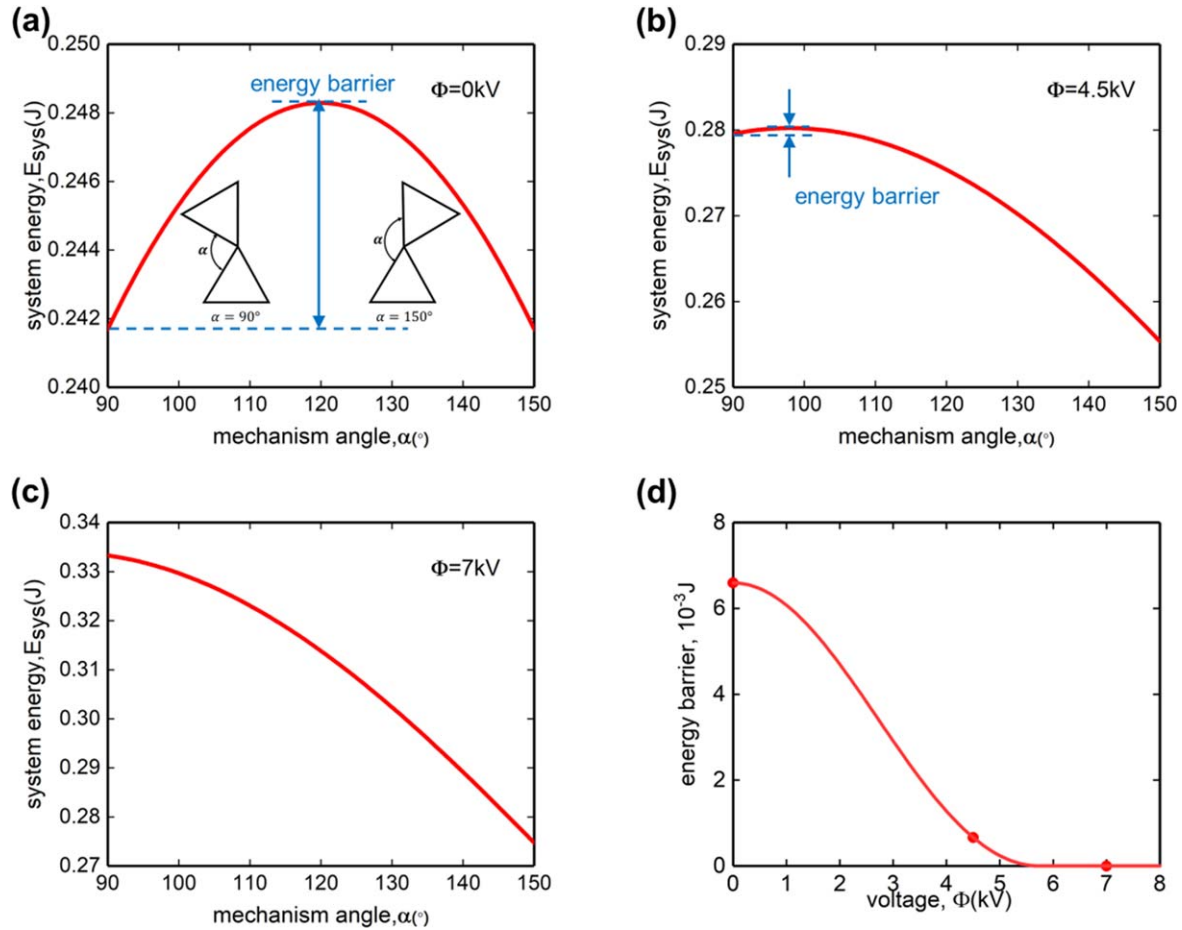 (a)
system energy,Esys(J)
0.250
0.248
0.246
0.244
0.242
0.240
energy barrier
Φ=0kV
α
α = 90°
α
α = 150°
90 100 110 120 130 140 150
mechanism angle,α(°)
(b)
system energy,Esys(J)
0.29
0.28
0.27
0.26
0.25
Φ=4.5kV
energy barrier
90 100 110 120 130 140 150
mechanism angle,α(°)
(c)
system energy,Esys(J)
0.34
0.33
0.32
0.31
0.30
0.29
0.28
0.27
Φ=7kV
90 100 110 120 130 140 150
mechanism angle,α(°)
(d)
energy barrier, 10⁻³J
8
6
4
2
0
0 1 2 3 4 5 6 7 8
voltage, Φ(kV)